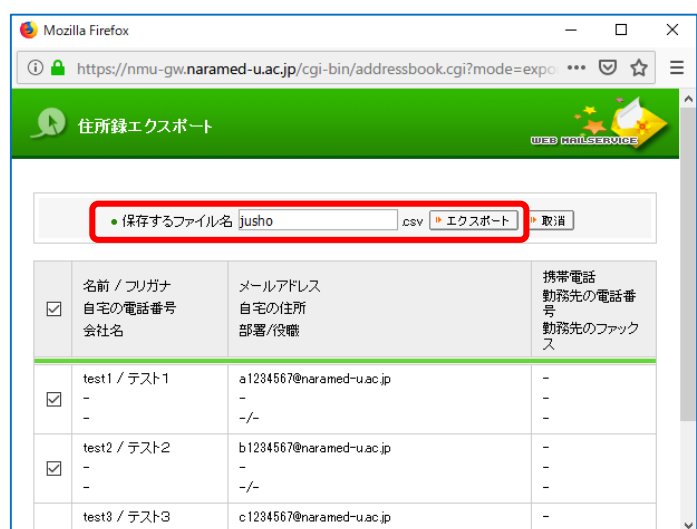 Mozilla Firefox
https://nmu-gw.naramed-u.ac.jp/cgi-bin/addressbook.cgi?mode=expo
住所録エクスポート
WEB MAILSERVICE
保存するファイル名 jusho .csv エクスポート 取消
名前 / フリガナ
自宅の電話番号
会社名
メールアドレス
自宅の住所
部署/役職
携帯電話
勤務先の電話番
号
勤務先のファック
ス
test1 / テスト1
-
-
a1234567@naramed-u.ac.jp
-
-/-
-
-
-
test2 / テスト2
-
-
b1234567@naramed-u.ac.jp
-
-/-
-
-
-
test3 / テスト3
c1234567@naramed-u.ac.jp
-